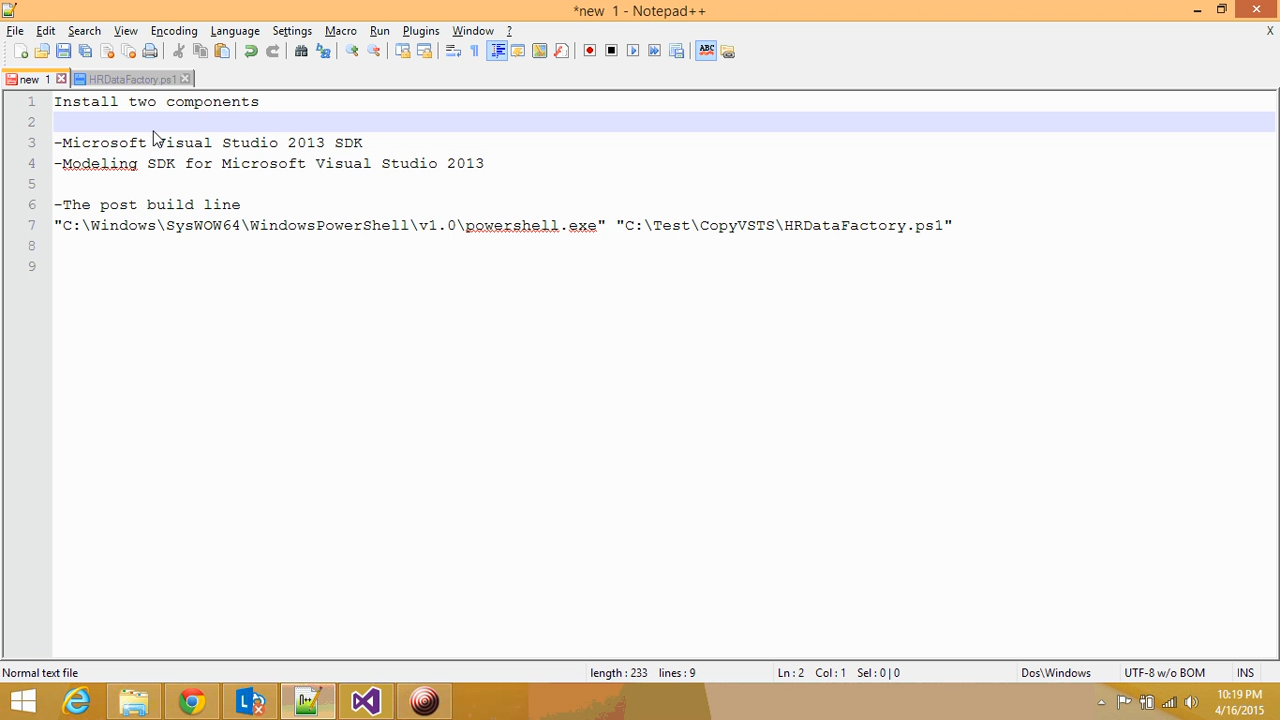 *new 1 - Notepad++
File Edit Search View Encoding Language Settings Macro Run Plugins Window ? X
ABC
new 1 HRDataFactory.ps1
1 Install two components
2
3 -Microsoft Visual Studio 2013 SDK
4 -Modeling SDK for Microsoft Visual Studio 2013
5
6 -The post build line
7 "C:\Windows\SysWOW64\WindowsPowerShell\v1.0\powershell.exe" "C:\Test\CopyVSTS\HRDataFactory.ps1"
8
9
Normal text file length : 233 lines : 9 Ln : 2 Col : 1 Sel : 0 | 0 Dos\Windows UTF-8 w/o BOM INS
10:19 PM
4/16/2015